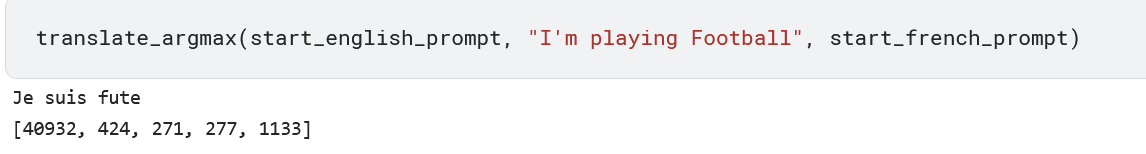 translate_argmax(start_english_prompt, "I'm playing Football", start_french_prompt)
Je suis fute
[40932, 424, 271, 277, 1133]